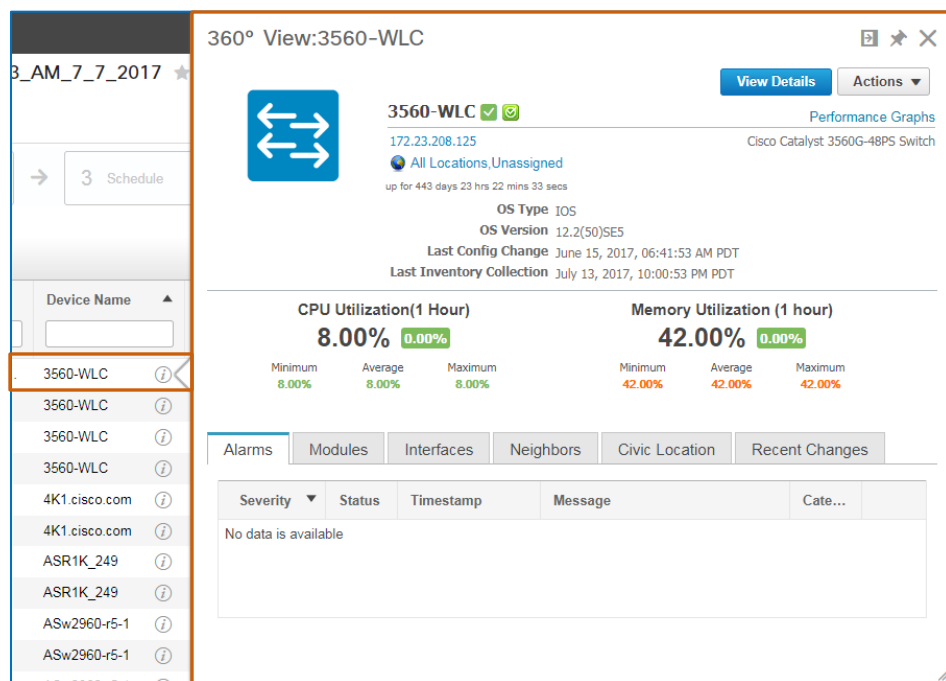 3_AM_7_7_2017
3 Schedule
Device Name
3560-WLC
3560-WLC
3560-WLC
3560-WLC
4K1.cisco.com
4K1.cisco.com
ASR1K_249
ASR1K_249
ASw2960-r5-1
ASw2960-r5-1
360° View:3560-WLC
View Details Actions
3560-WLC
Performance Graphs
172.23.208.125
Cisco Catalyst 3560G-48PS Switch
All Locations,Unassigned
up for 443 days 23 hrs 22 mins 33 secs
OS Type IOS
OS Version 12.2(50)SE5
Last Config Change June 15, 2017, 06:41:53 AM PDT
Last Inventory Collection July 13, 2017, 10:00:53 PM PDT
CPU Utilization(1 Hour)
8.00% 0.00%
Minimum Average Maximum
8.00% 8.00% 8.00%
Memory Utilization (1 hour)
42.00% 0.00%
Minimum Average Maximum
42.00% 42.00% 42.00%
Alarms Modules Interfaces Neighbors Civic Location Recent Changes
Severity Status Timestamp Message Cate...
No data is available